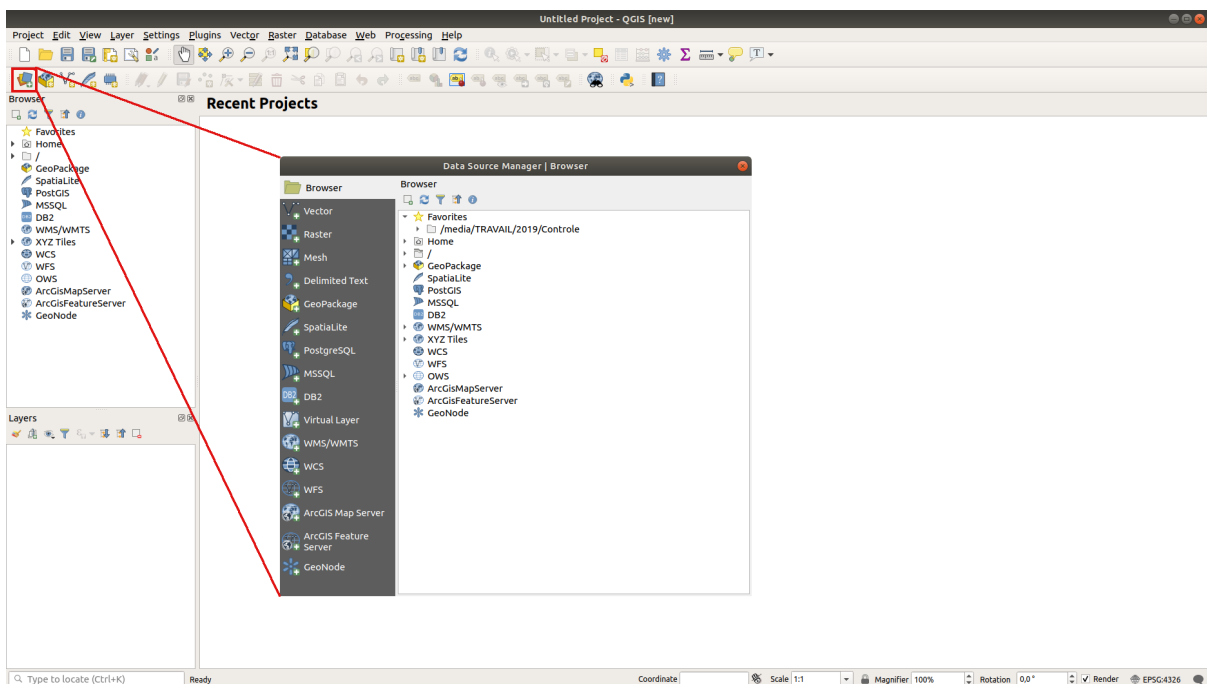 Untitled Project - QGIS [new]
Project Edit View Layer Settings Plugins Vector Raster Database Web Processing Help
Browser
Recent Projects
Favorites
Home
/
GeoPackage
SpatiaLite
PostGIS
MSSQL
DB2
WMS/WMTS
XYZ Tiles
WCS
WFS
OWS
ArcGisMapServer
ArcGisFeatureServer
GeoNode
Layers
Data Source Manager | Browser
Browser
Vector
Raster
Mesh
Delimited Text
GeoPackage
SpatiaLite
PostgreSQL
MSSQL
DB2
Virtual Layer
WMS/WMTS
WCS
WFS
ArcGIS Map Server
ArcGIS Feature
Server
GeoNode
Browser
Favorites
/media/TRAVAIL/2019/Controle
Home
/
GeoPackage
SpatiaLite
PostGIS
MSSQL
DB2
WMS/WMTS
XYZ Tiles
WCS
WFS
OWS
ArcGisMapServer
ArcGisFeatureServer
GeoNode
Type to locate (Ctrl+K) Ready Coordinate Scale 1:1 Magnifier 100% Rotation 0,0° Render EPSG:4326